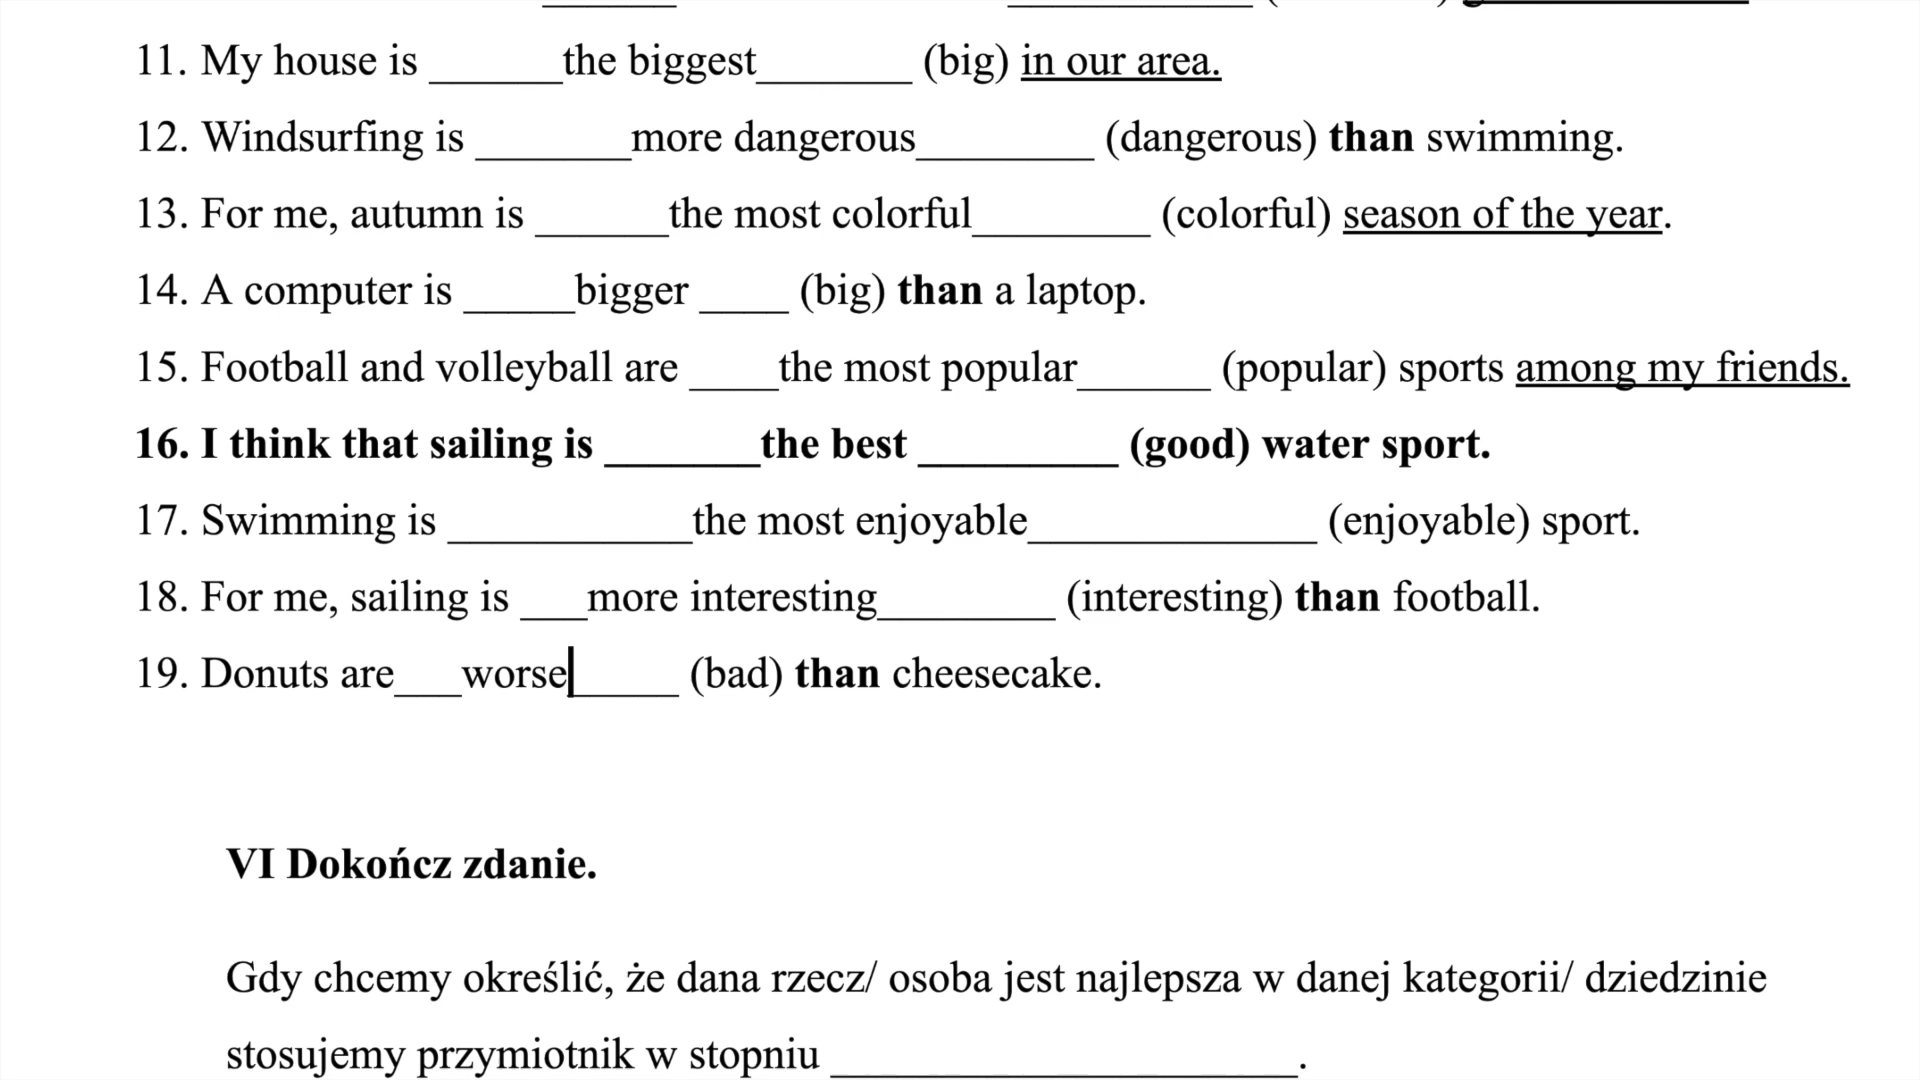 11. My house is ______the biggest_______ (big) in our area.
12. Windsurfing is _______more dangerous________ (dangerous) than swimming.
13. For me, autumn is ______the most colorful________ (colorful) season of the year.
14. A computer is _____bigger ____ (big) than a laptop.
15. Football and volleyball are ____the most popular______ (popular) sports among my friends.
16. I think that sailing is _______the best _________ (good) water sport.
17. Swimming is ___________the most enjoyable_____________ (enjoyable) sport.
18. For me, sailing is ___more interesting________ (interesting) than football.
19. Donuts are___worse_____ (bad) than cheesecake.
VI Dokończ zdanie.
Gdy chcemy określić, że dana rzecz/ osoba jest najlepsza w danej kategorii/ dziedzinie
stosujemy przymiotnik w stopniu _____________________.